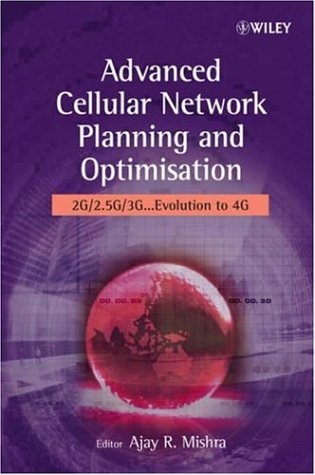 WILEY
Advanced
Cellular Network
Planning and
Optimisation
2G/2.5G/3G...Evolution to 4G
Editor Ajay R. Mishra